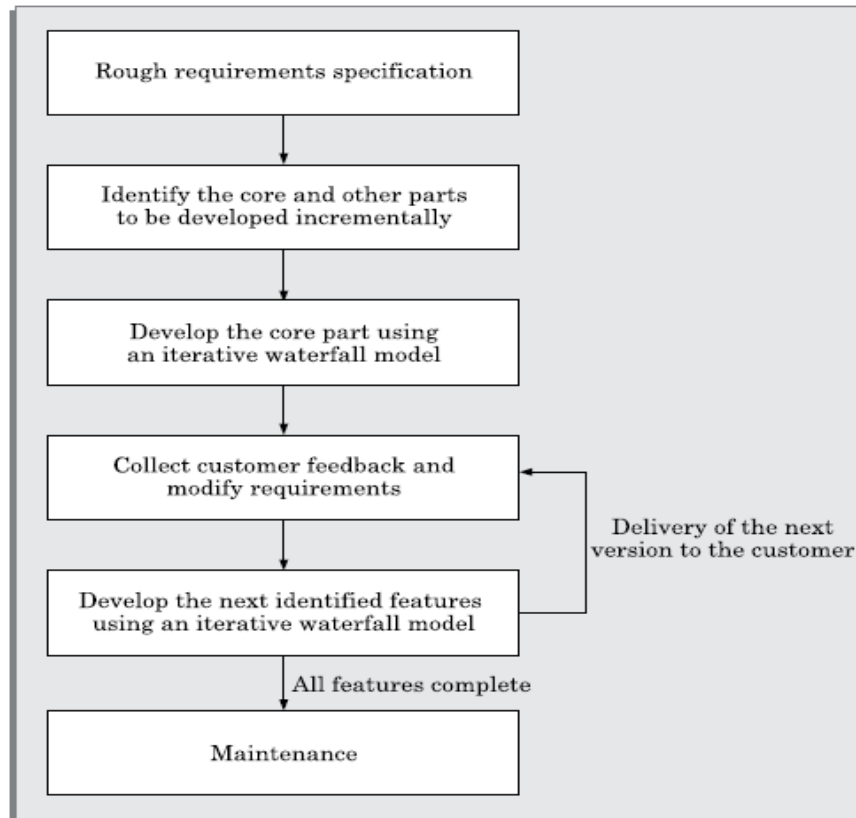 Rough requirements specification
Identify the core and other parts
to be developed incrementally
Develop the core part using
an iterative waterfall model
Collect customer feedback and
modify requirements
Delivery of the next
version to the customer
Develop the next identified features
using an iterative waterfall model
All features complete
Maintenance